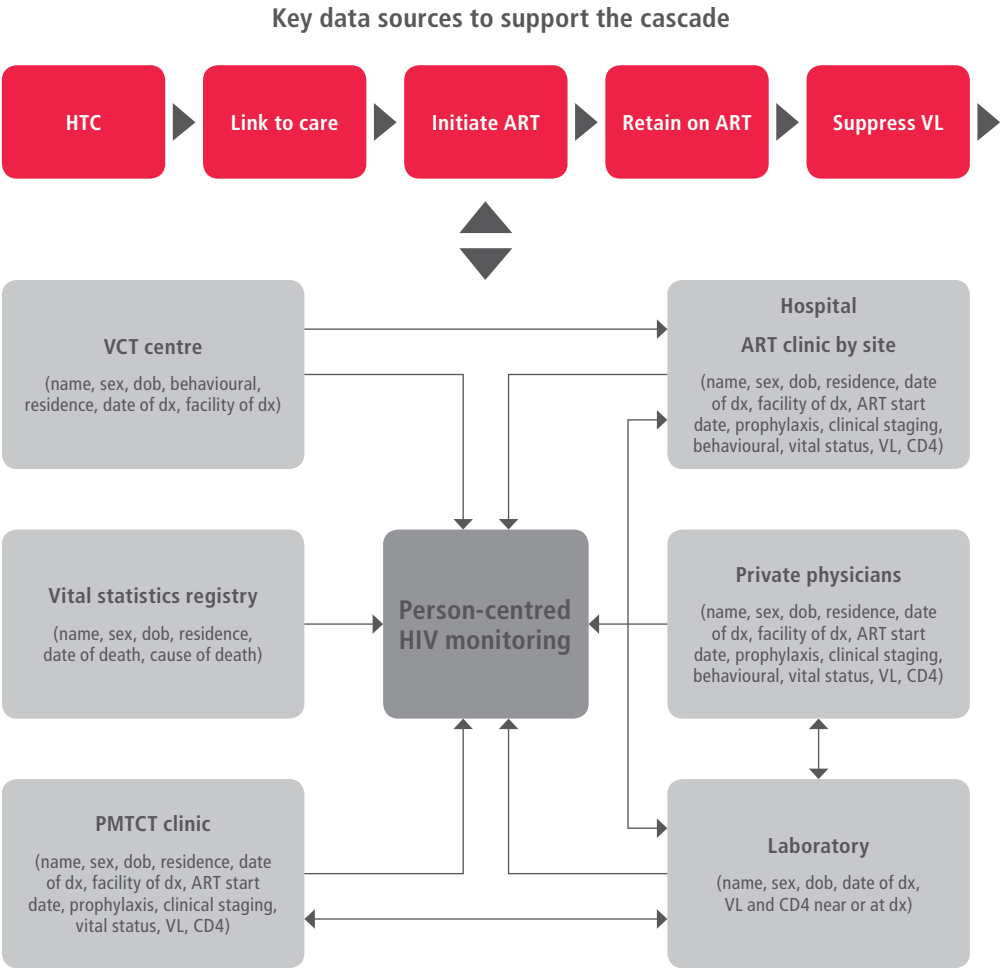 Key data sources to support the cascade
HTC
Link to care
Initiate ART
Retain on ART
Suppress VL
VCT centre
(name, sex, dob, behavioural,
residence, date of dx, facility of dx)
Hospital
ART clinic by site
(name, sex, dob, residence, date
of dx, facility of dx, ART start
date, prophylaxis, clinical staging,
behavioural, vital status, VL, CD4)
Vital statistics registry
(name, sex, dob, residence,
date of death, cause of death)
Person-centred
HIV monitoring
Private physicians
(name, sex, dob, residence, date
of dx, facility of dx, ART start
date, prophylaxis, clinical staging,
behavioural, vital status, VL, CD4)
PMTCT clinic
(name, sex, dob, residence, date
of dx, facility of dx, ART start
date, prophylaxis, clinical staging,
vital status, VL, CD4)
Laboratory
(name, sex, dob, date of dx,
VL and CD4 near or at dx)